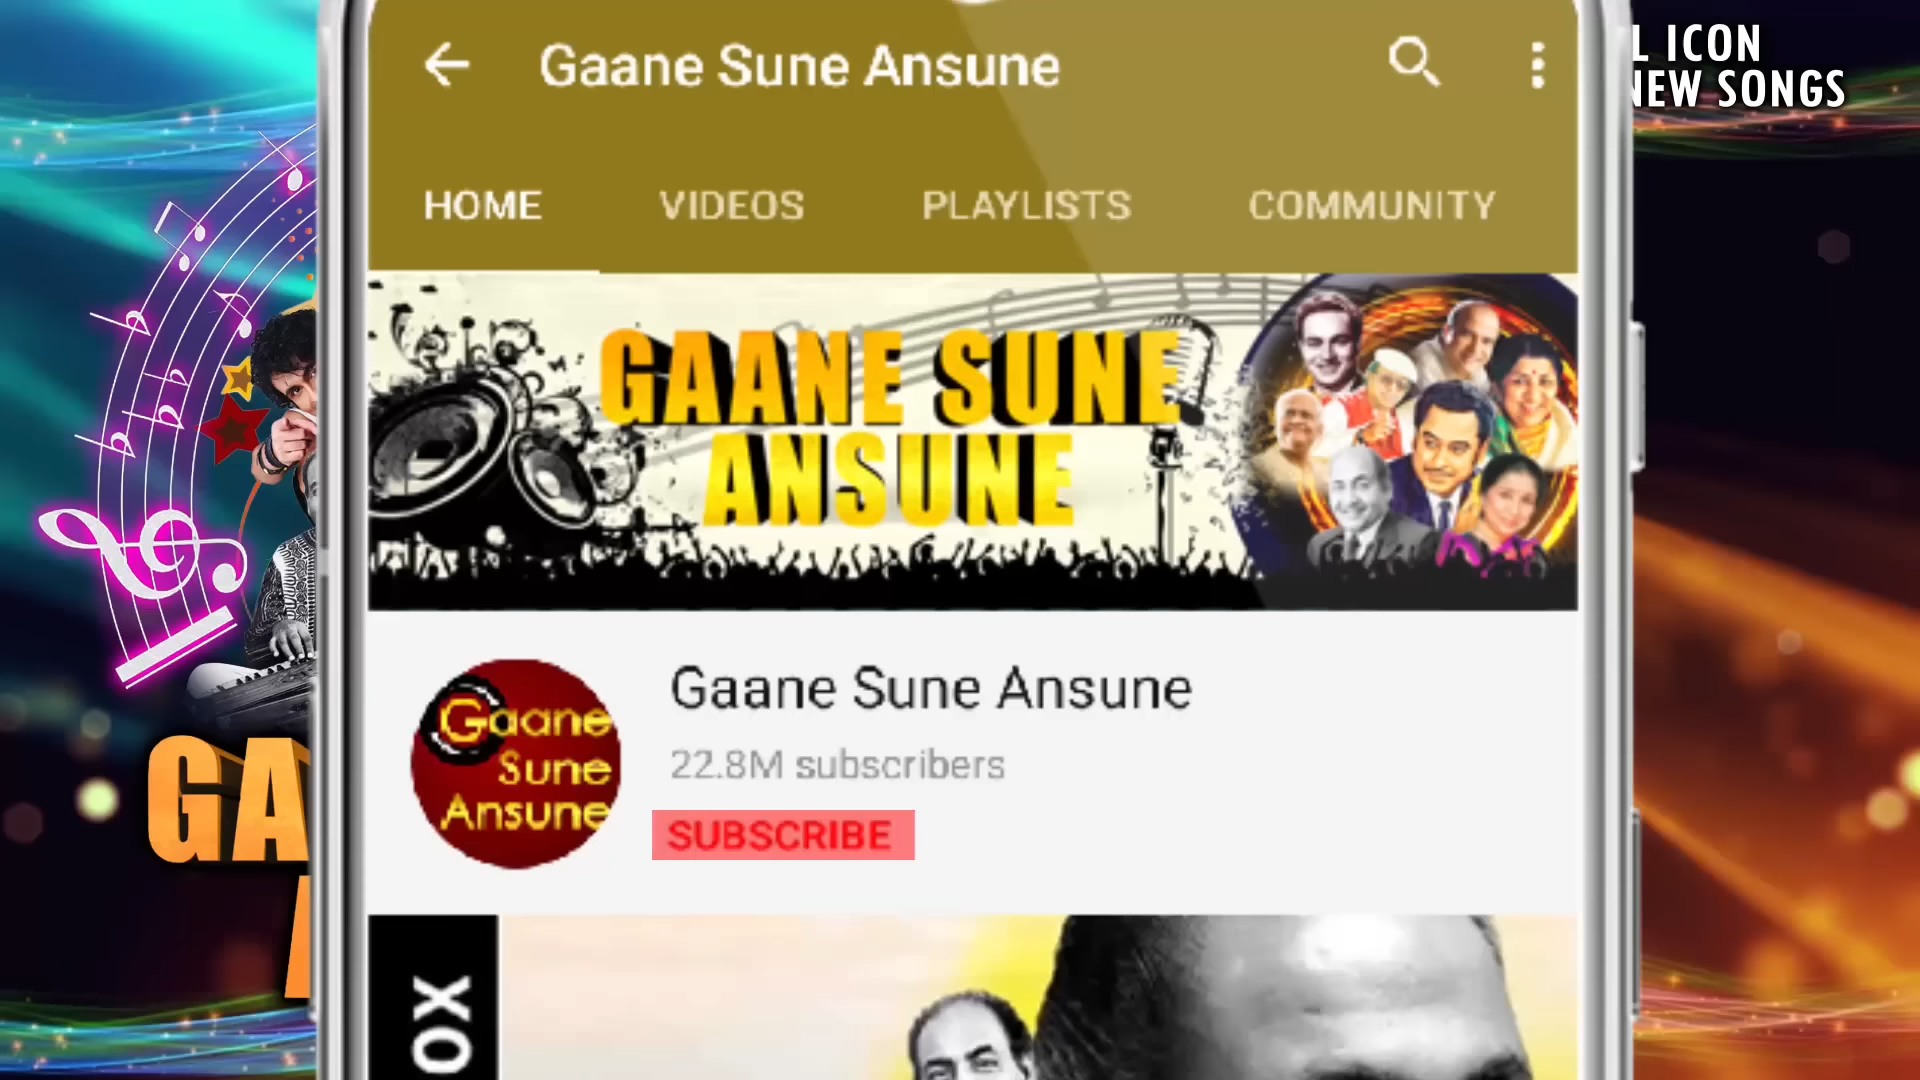 L ICON
NEW SONGS
Gaane Sune Ansune
HOME VIDEOS PLAYLISTS COMMUNITY
GAANE SUNE
ANSUNE
Gaane
Sune
Ansune
Gaane Sune Ansune
22.8M subscribers
SUBSCRIBE
GA
OX